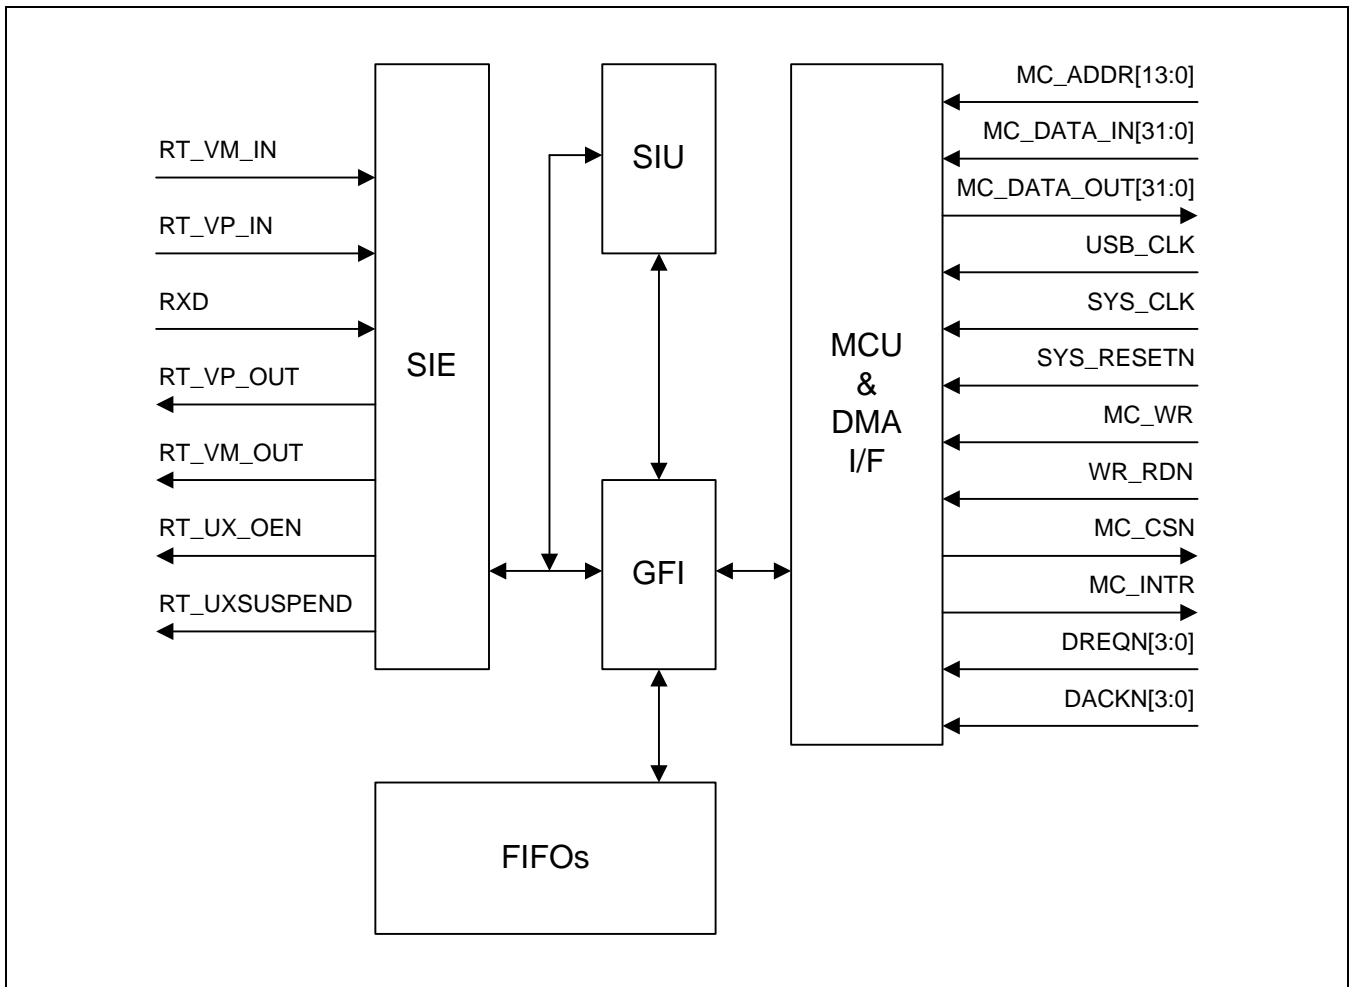 RT_VM_IN
RT_VP_IN
RXD
RT_VP_OUT
RT_VM_OUT
RT_UX_OEN
RT_UXSUSPEND
SIE
SIU
GFI
FIFOs
MCU
&
DMA
I/F
MC_ADDR[13:0]
MC_DATA_IN[31:0]
MC_DATA_OUT[31:0]
USB_CLK
SYS_CLK
SYS_RESETN
MC_WR
WR_RDN
MC_CSN
MC_INTR
DREQN[3:0]
DACKN[3:0]